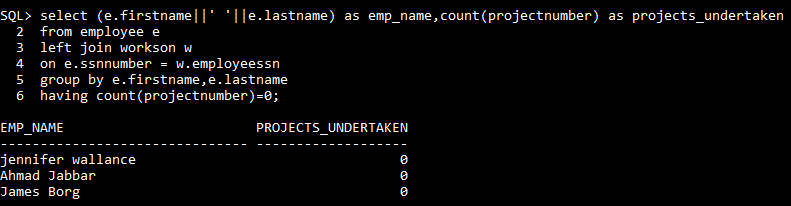 SQL> select (e.firstname||' '||e.lastname) as emp_name,count(projectnumber) as projects_undertaken
  2  from employee e
  3  left join workson w
  4  on e.ssnnumber = w.employeessn
  5  group by e.firstname,e.lastname
  6  having count(projectnumber)=0;
EMP_NAME                        PROJECTS_UNDERTAKEN
------------------------------- -------------------
jennifer wallance                                 0
Ahmad Jabbar                                      0
James Borg                                        0